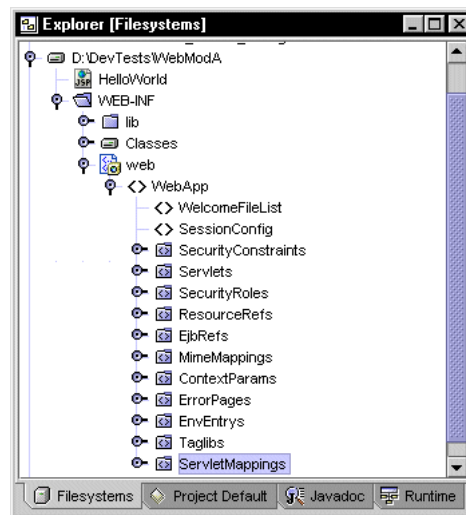 Explorer [Filesystems]
D:\DevTests\WebModA
JSP HelloWorld
WEB-INF
lib
Classes
web
<> WebApp
<> WelcomeFileList
<> SessionConfig
SecurityConstraints
Servlets
SecurityRoles
ResourceRefs
EjbRefs
MimeMappings
ContextParams
ErrorPages
EnvEntrys
Taglibs
ServletMappings
Filesystems Project Default Javadoc Runtime